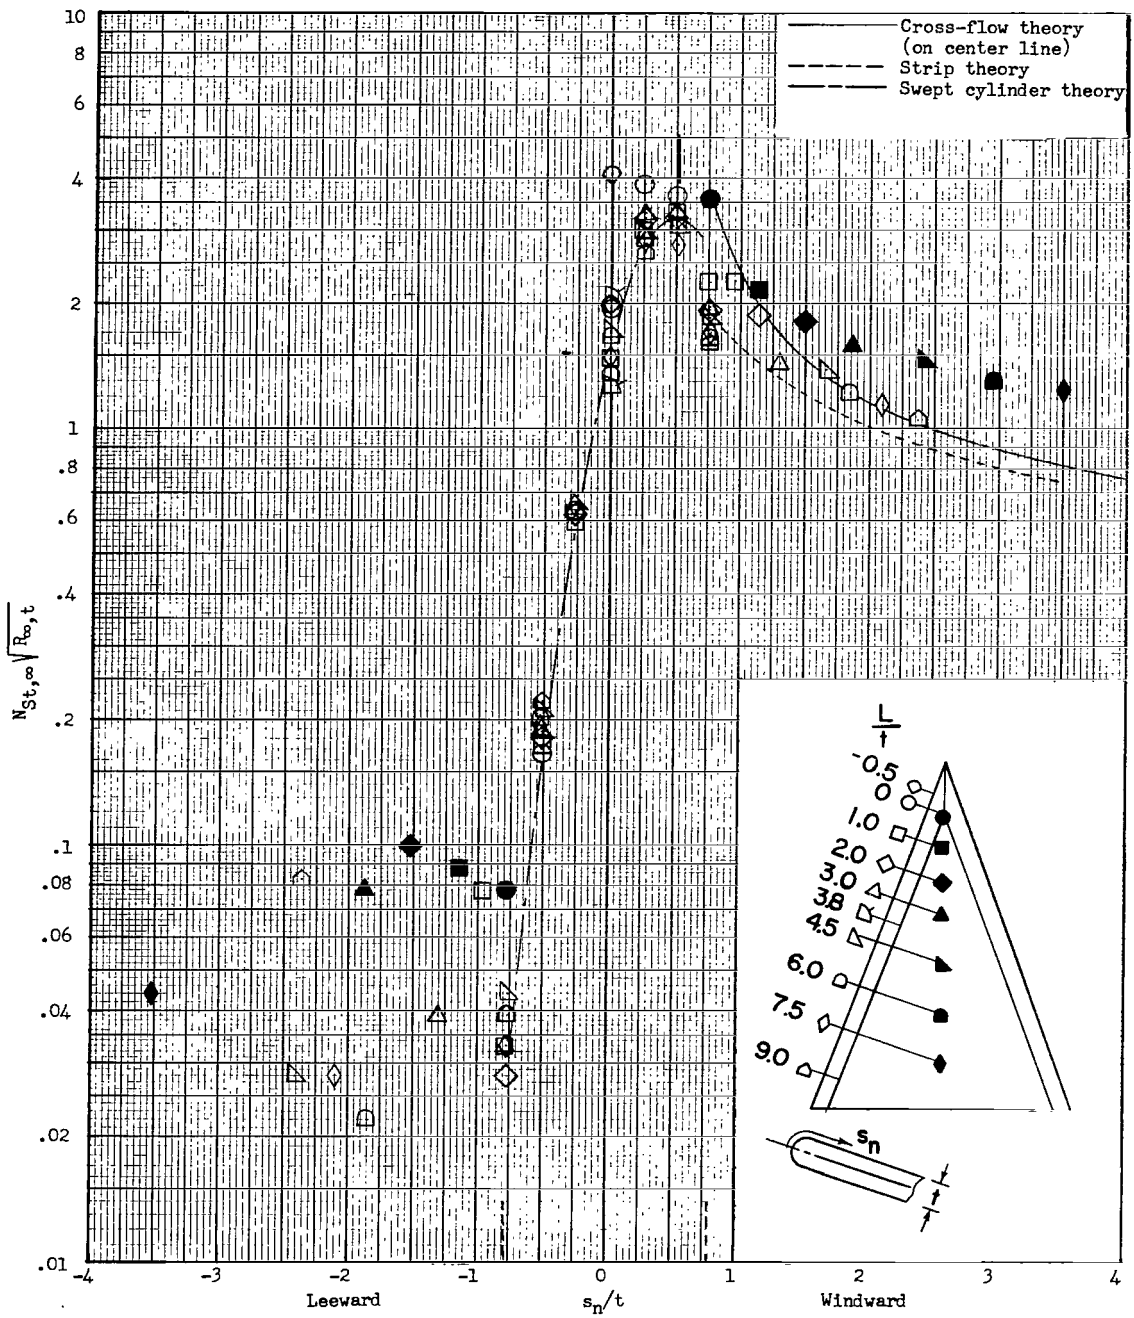 10
8
6
4
2
1
.8
.6
.4
.2
.1
.08
.06
.04
.02
.01
N_St,∞ √R_∞,t
Cross-flow theory
(on center line)
Strip theory
Swept cylinder theory
L/t
-0.5
0
1.0
2.0
3.0
3.8
4.5
6.0
7.5
9.0
s_n
t
-4 -3 -2 -1 0 1 2 3 4
Leeward s_n/t Windward